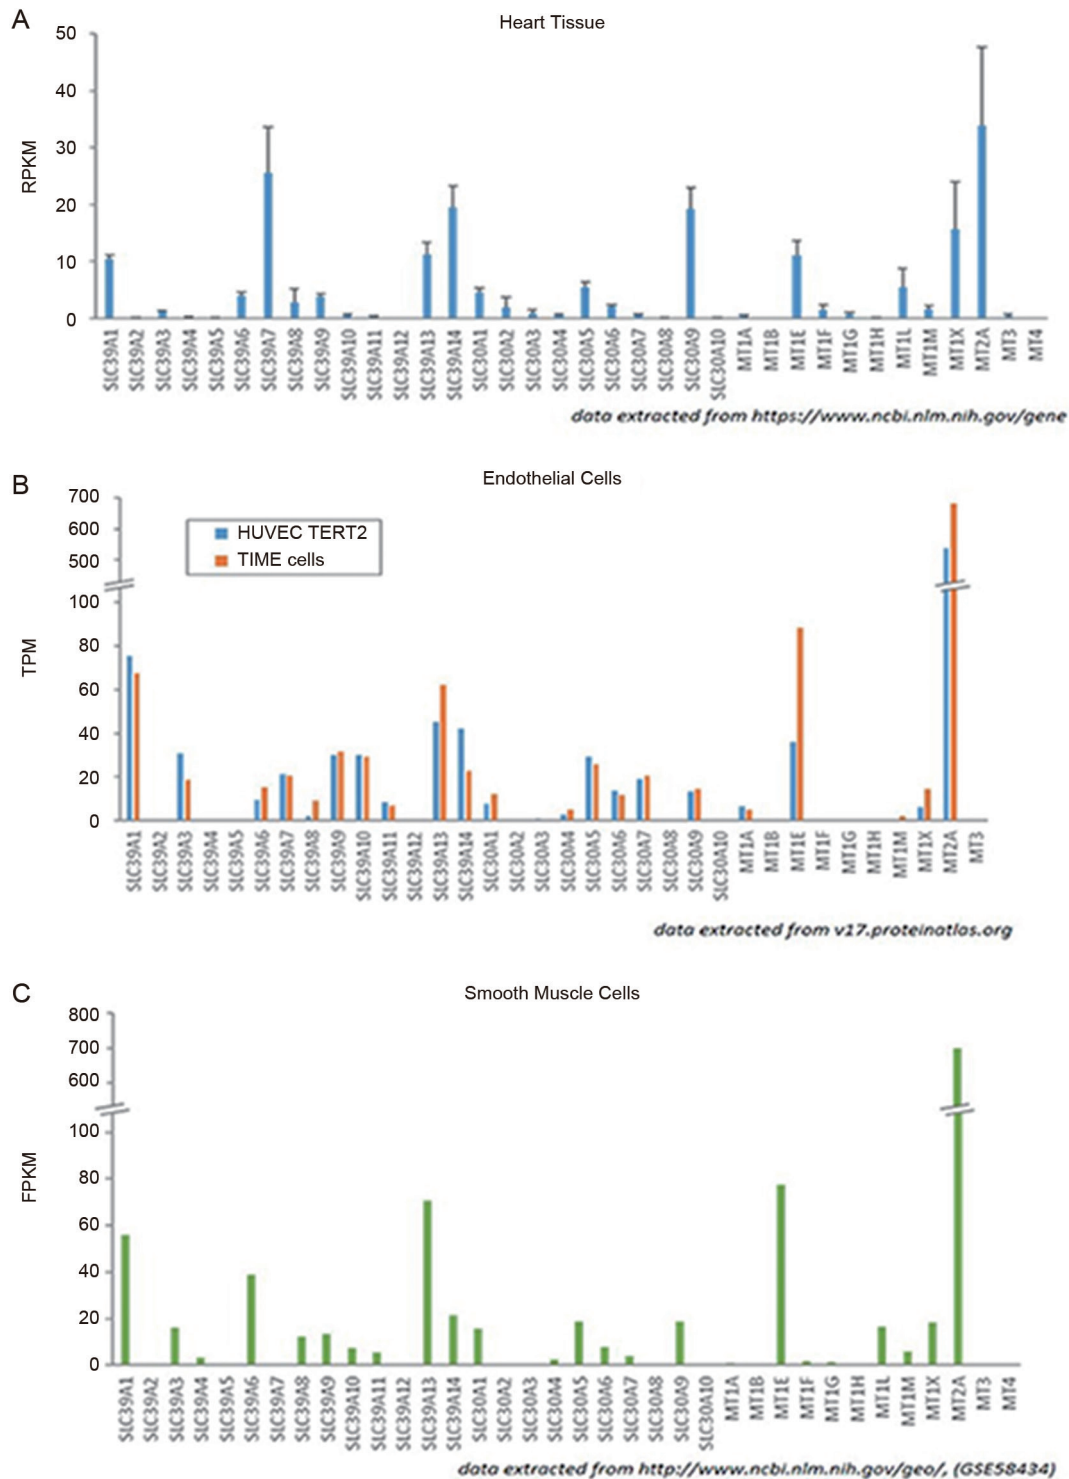 A
Heart Tissue
50
40
30
20
10
0
RPKM
SLC39A1
SLC39A2
SLC39A3
SLC39A4
SLC39A5
SLC39A6
SLC39A7
SLC39A8
SLC39A9
SLC39A10
SLC39A11
SLC39A12
SLC39A13
SLC39A14
SLC30A1
SLC30A2
SLC30A3
SLC30A4
SLC30A5
SLC30A6
SLC30A7
SLC30A8
SLC30A9
SLC30A10
MT1A
MT1B
MT1E
MT1F
MT1G
MT1H
MT1L
MT1M
MT1X
MT2A
MT3
MT4
data extracted from https://www.ncbi.nlm.nih.gov/gene
B
Endothelial Cells
700
600
500
100
80
60
40
20
0
TPM
HUVEC TERT2
TIME cells
SLC39A1
SLC39A2
SLC39A3
SLC39A4
SLC39A5
SLC39A6
SLC39A7
SLC39A8
SLC39A9
SLC39A10
SLC39A11
SLC39A12
SLC39A13
SLC39A14
SLC30A1
SLC30A2
SLC30A3
SLC30A4
SLC30A5
SLC30A6
SLC30A7
SLC30A8
SLC30A9
SLC30A10
MT1A
MT1B
MT1E
MT1F
MT1G
MT1H
MT1M
MT1X
MT2A
MT3
data extracted from v17.proteinatlas.org
C
Smooth Muscle Cells
800
700
600
100
80
60
40
20
0
FPKM
SLC39A1
SLC39A2
SLC39A3
SLC39A4
SLC39A5
SLC39A6
SLC39A7
SLC39A8
SLC39A9
SLC39A10
SLC39A11
SLC39A12
SLC39A13
SLC39A14
SLC30A1
SLC30A2
SLC30A3
SLC30A4
SLC30A5
SLC30A6
SLC30A7
SLC30A8
SLC30A9
SLC30A10
MT1A
MT1B
MT1E
MT1F
MT1G
MT1H
MT1L
MT1M
MT1X
MT2A
MT3
MT4
data extracted from http://www.ncbi.nlm.nih.gov/geo/, (GSE58434)